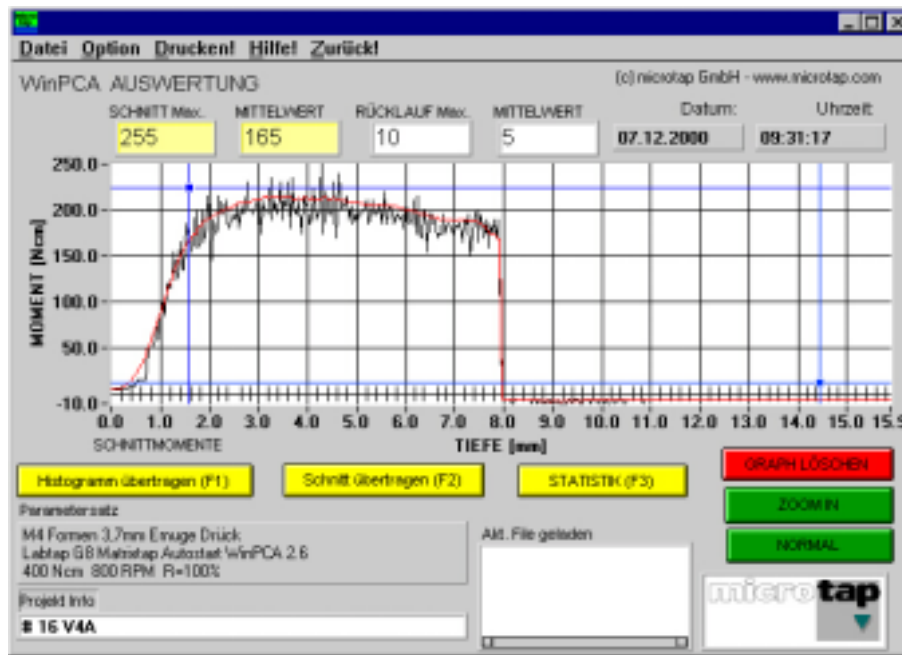 Datei Option Drucken! Hilfe! Zurück!
WinPCA AUSWERTUNG
(c) microtap GmbH - www.microtap.com
SCHNITT Max. MITTELWERT RÜCKLAUF Max. MITTELWERT Datum: Uhrzeit:
255 165 10 5 07.12.2000 09:31:17
MOMENT [Ncm]
250.0
200.0
150.0
100.0
50.0
-10.0
0.0 1.0 2.0 3.0 4.0 5.0 6.0 7.0 8.0 9.0 10.0 11.0 12.0 13.0 14.0 15.0 15.9
SCHNITTMOMENTE TIEFE [mm]
Histogramm übertragen (F1) Schnitt übertragen (F2) STATISTIK (F3)
GRAPH LÖSCHEN
ZOOM IN
NORMAL
Parametersatz
M4 Formen 3,7mm Emuge Drück
Labtap G8 Matristap Autostart WinPCA 2.6
400 Ncm 800 RPM R=100%
Akt. File geladen
Projekt Info
# 16 V4A
microtap